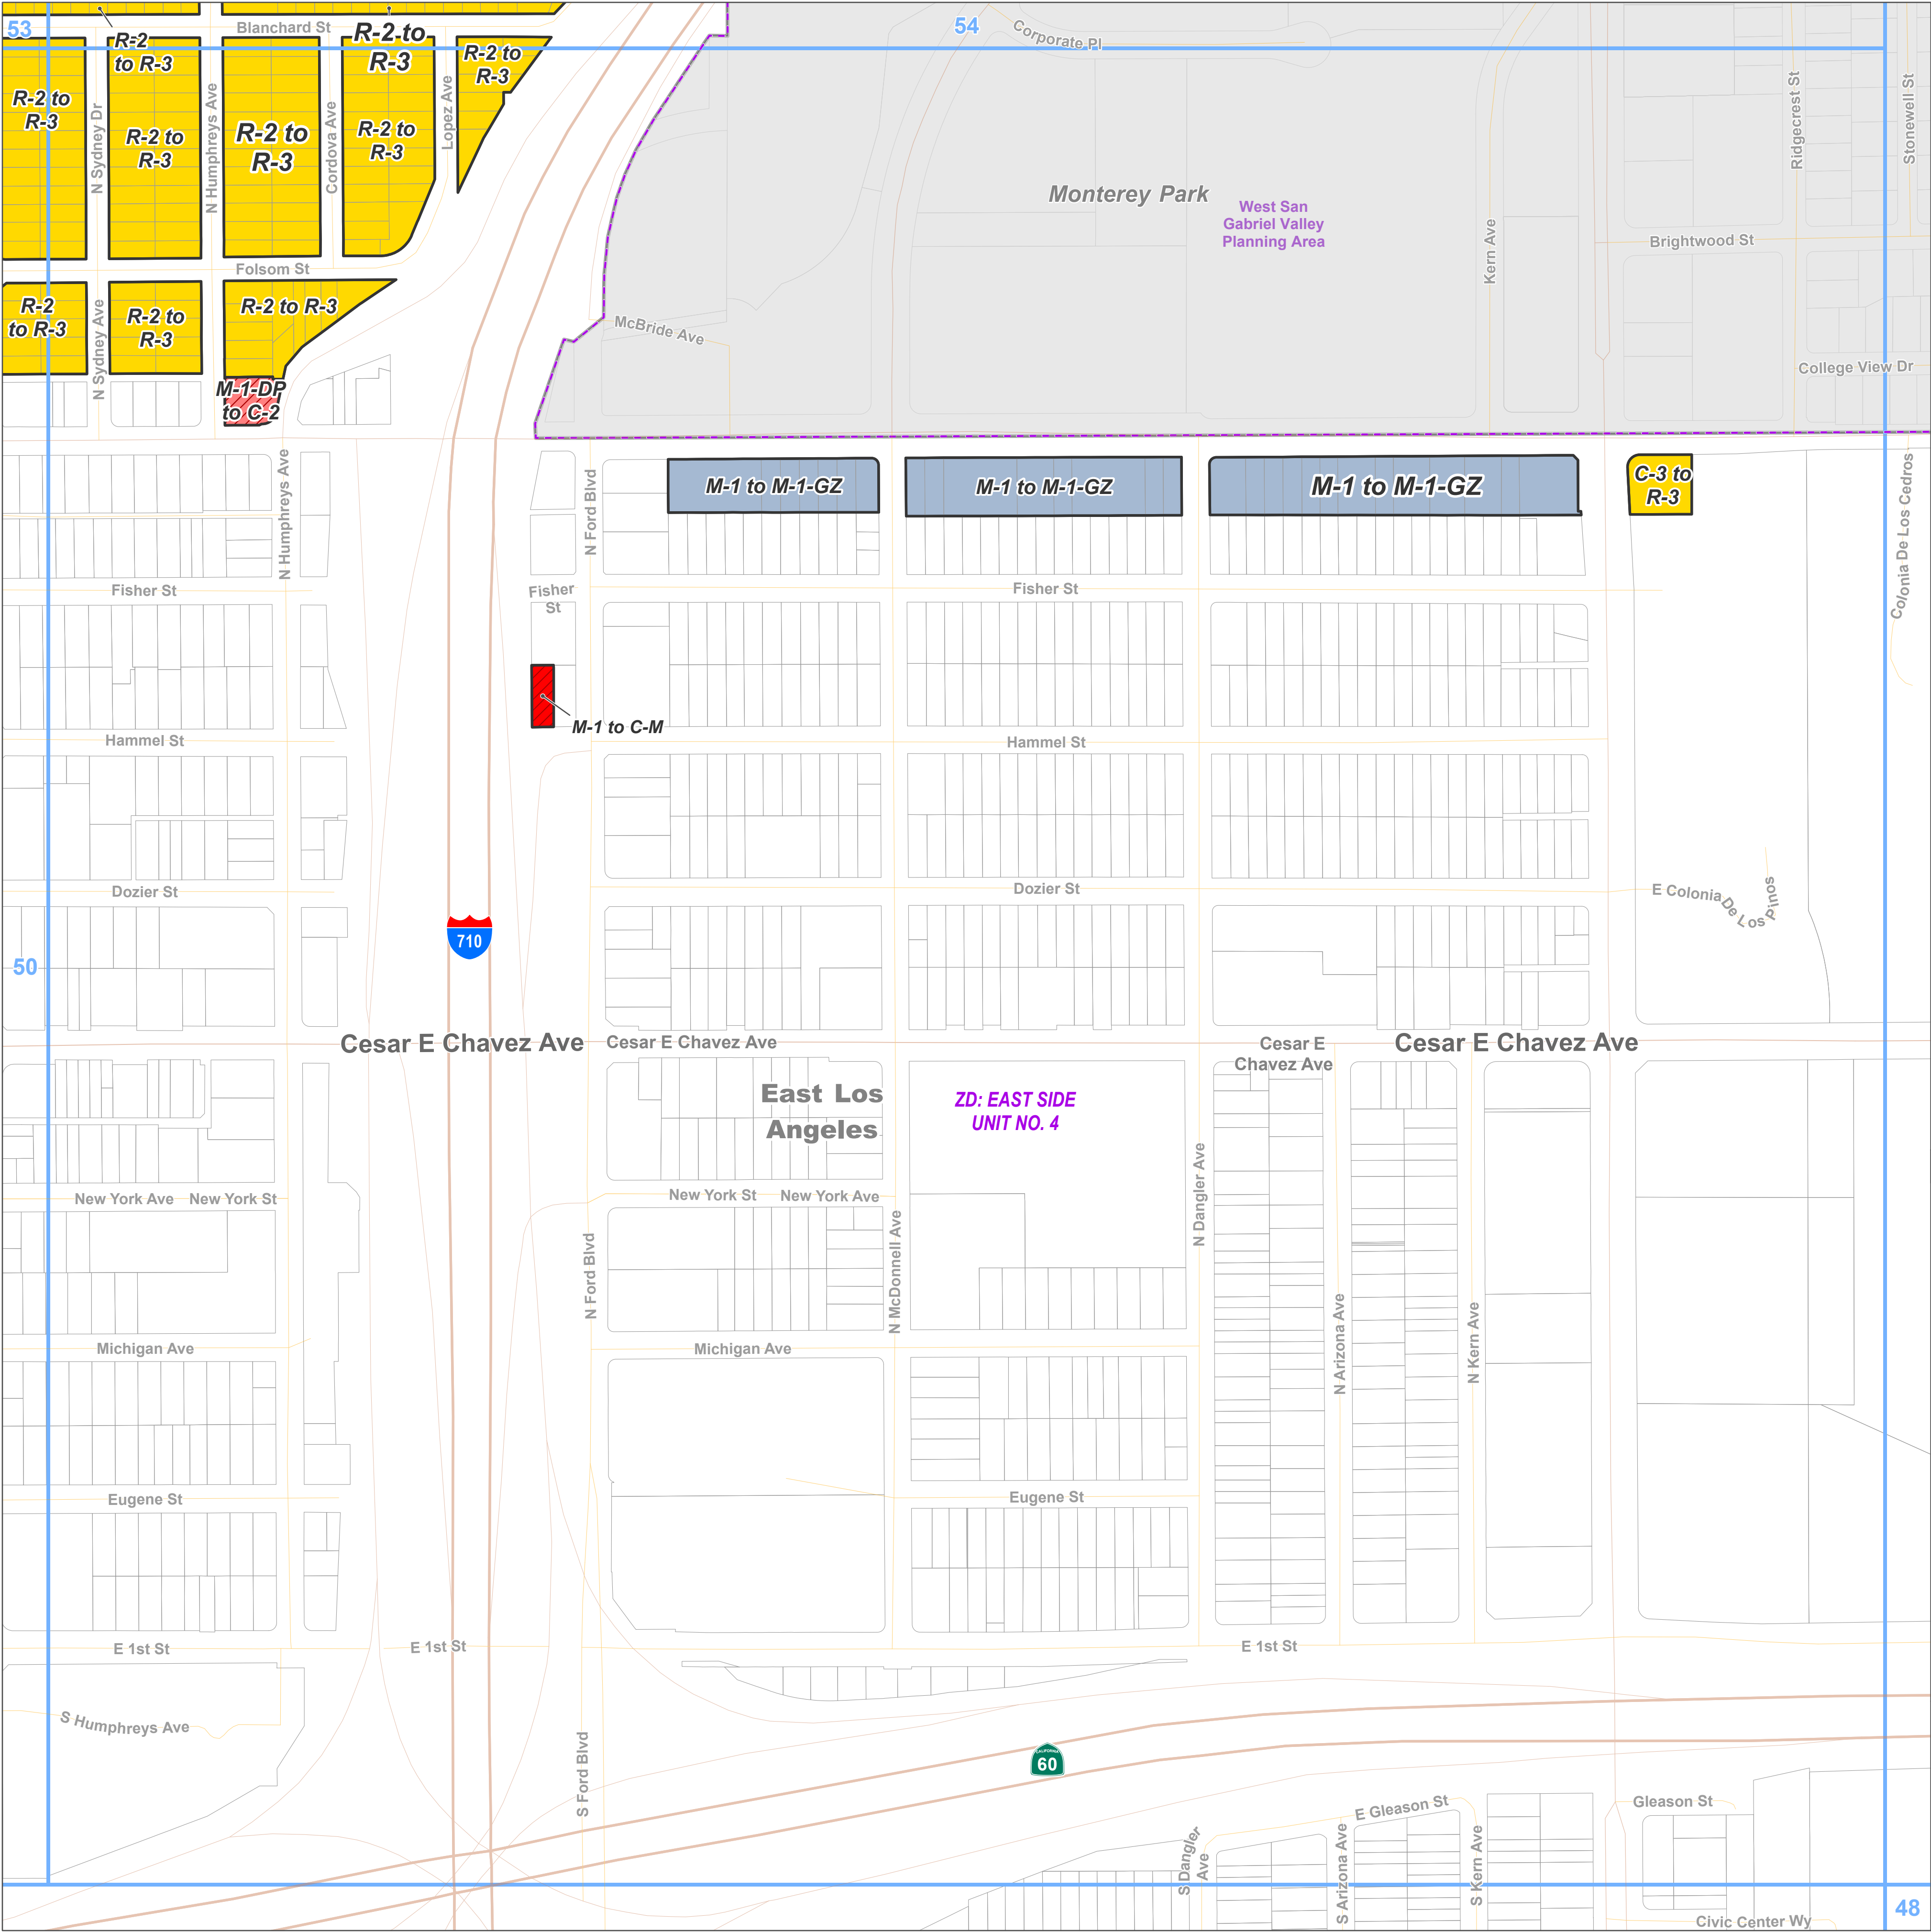 53
54
Blanchard St
Corporate Pl
R-2
to R-3
R-2 to
R-3
R-2 to
R-3
R-2 to
R-3
R-2 to
R-3
R-2 to
R-3
R-2 to
R-3
N Sydney Dr
N Humphreys Ave
Cordova Ave
Lopez Ave
Ridgecrest St
Stonewell St
Monterey Park
West San
Gabriel Valley
Planning Area
Kern Ave
Brightwood St
Folsom St
R-2
to R-3
R-2 to
R-3
R-2 to R-3
N Sydney Ave
McBride Ave
College View Dr
M-1-DP
to C-2
N Humphreys Ave
N Ford Blvd
M-1 to M-1-GZ
M-1 to M-1-GZ
M-1 to M-1-GZ
C-3 to
R-3
Colonia De Los Cedros
Fisher St
Fisher
St
Fisher St
M-1 to C-M
Hammel St
Hammel St
Dozier St
Dozier St
E Colonia De Los Pinos
710
50
Cesar E Chavez Ave
Cesar E Chavez Ave
Cesar E
Chavez Ave
Cesar E Chavez Ave
East Los
Angeles
ZD: EAST SIDE
UNIT NO. 4
New York Ave
New York St
New York St
New York Ave
N Ford Blvd
N McDonnell Ave
N Dangler Ave
N Arizona Ave
N Kern Ave
Michigan Ave
Michigan Ave
Eugene St
Eugene St
E 1st St
E 1st St
E 1st St
S Humphreys Ave
S Ford Blvd
CALIFORNIA
60
E Gleason St
Gleason St
S Dangler
Ave
S Arizona Ave
S Kern Ave
48
Civic Center Wy